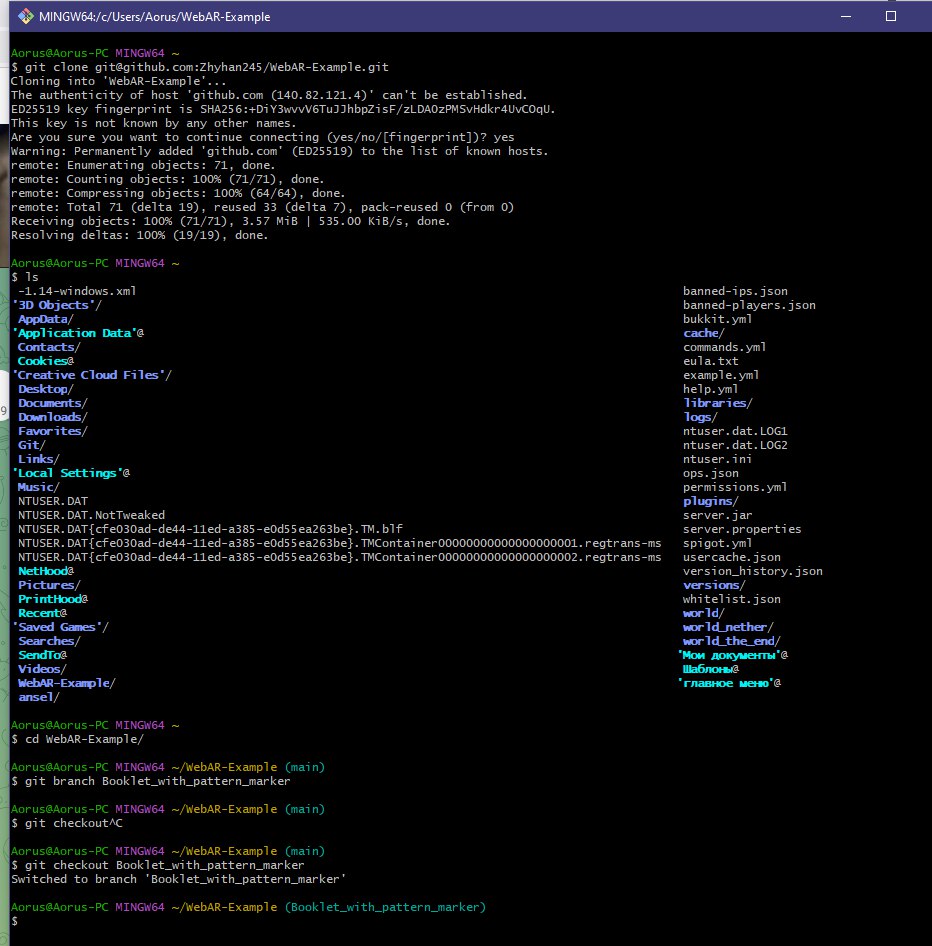 MINGW64:/c/Users/Aorus/WebAR-Example
Aorus@Aorus-PC MINGW64 ~
$ git clone git@github.com:Zhyhan245/WebAR-Example.git
Cloning into 'WebAR-Example'...
The authenticity of host 'github.com (140.82.121.4)' can't be established.
ED25519 key fingerprint is SHA256:+DiY3wvvV6TuJJhbpZisF/zLDA0zPMSvHdkr4UvCOqU.
This key is not known by any other names.
Are you sure you want to continue connecting (yes/no/[fingerprint])? yes
Warning: Permanently added 'github.com' (ED25519) to the list of known hosts.
remote: Enumerating objects: 71, done.
remote: Counting objects: 100% (71/71), done.
remote: Compressing objects: 100% (64/64), done.
remote: Total 71 (delta 19), reused 33 (delta 7), pack-reused 0 (from 0)
Receiving objects: 100% (71/71), 3.57 MiB | 535.00 KiB/s, done.
Resolving deltas: 100% (19/19), done.
Aorus@Aorus-PC MINGW64 ~
$ ls
-1.14-windows.xml banned-ips.json
'3D Objects'/ banned-players.json
AppData/ bukkit.yml
'Application Data'@ cache/
Contacts/ commands.yml
Cookies@ eula.txt
'Creative Cloud Files'/ example.yml
Desktop/ help.yml
Documents/ libraries/
Downloads/ logs/
Favorites/ ntuser.dat.LOG1
Git/ ntuser.dat.LOG2
Links/ ntuser.ini
'Local Settings'@ ops.json
Music/ permissions.yml
NTUSER.DAT plugins/
NTUSER.DAT.NotTweaked server.jar
NTUSER.DAT{cfe030ad-de44-11ed-a385-e0d55ea263be}.TM.blf server.properties
NTUSER.DAT{cfe030ad-de44-11ed-a385-e0d55ea263be}.TMContainer00000000000000000001.regtrans-ms spigot.yml
NTUSER.DAT{cfe030ad-de44-11ed-a385-e0d55ea263be}.TMContainer00000000000000000002.regtrans-ms usercache.json
NetHood@ version_history.json
Pictures/ versions/
PrintHood@ whitelist.json
Recent@ world/
'Saved Games'/ world_nether/
Searches/ world_the_end/
SendTo@ 'Мои документы'@
Videos/ Шаблоны@
WebAR-Example/ 'главное меню'@
ansel/
Aorus@Aorus-PC MINGW64 ~
$ cd WebAR-Example/
Aorus@Aorus-PC MINGW64 ~/WebAR-Example (main)
$ git branch Booklet_with_pattern_marker
Aorus@Aorus-PC MINGW64 ~/WebAR-Example (main)
$ git checkout^C
Aorus@Aorus-PC MINGW64 ~/WebAR-Example (main)
$ git checkout Booklet_with_pattern_marker
Switched to branch 'Booklet_with_pattern_marker'
Aorus@Aorus-PC MINGW64 ~/WebAR-Example (Booklet_with_pattern_marker)
$
9